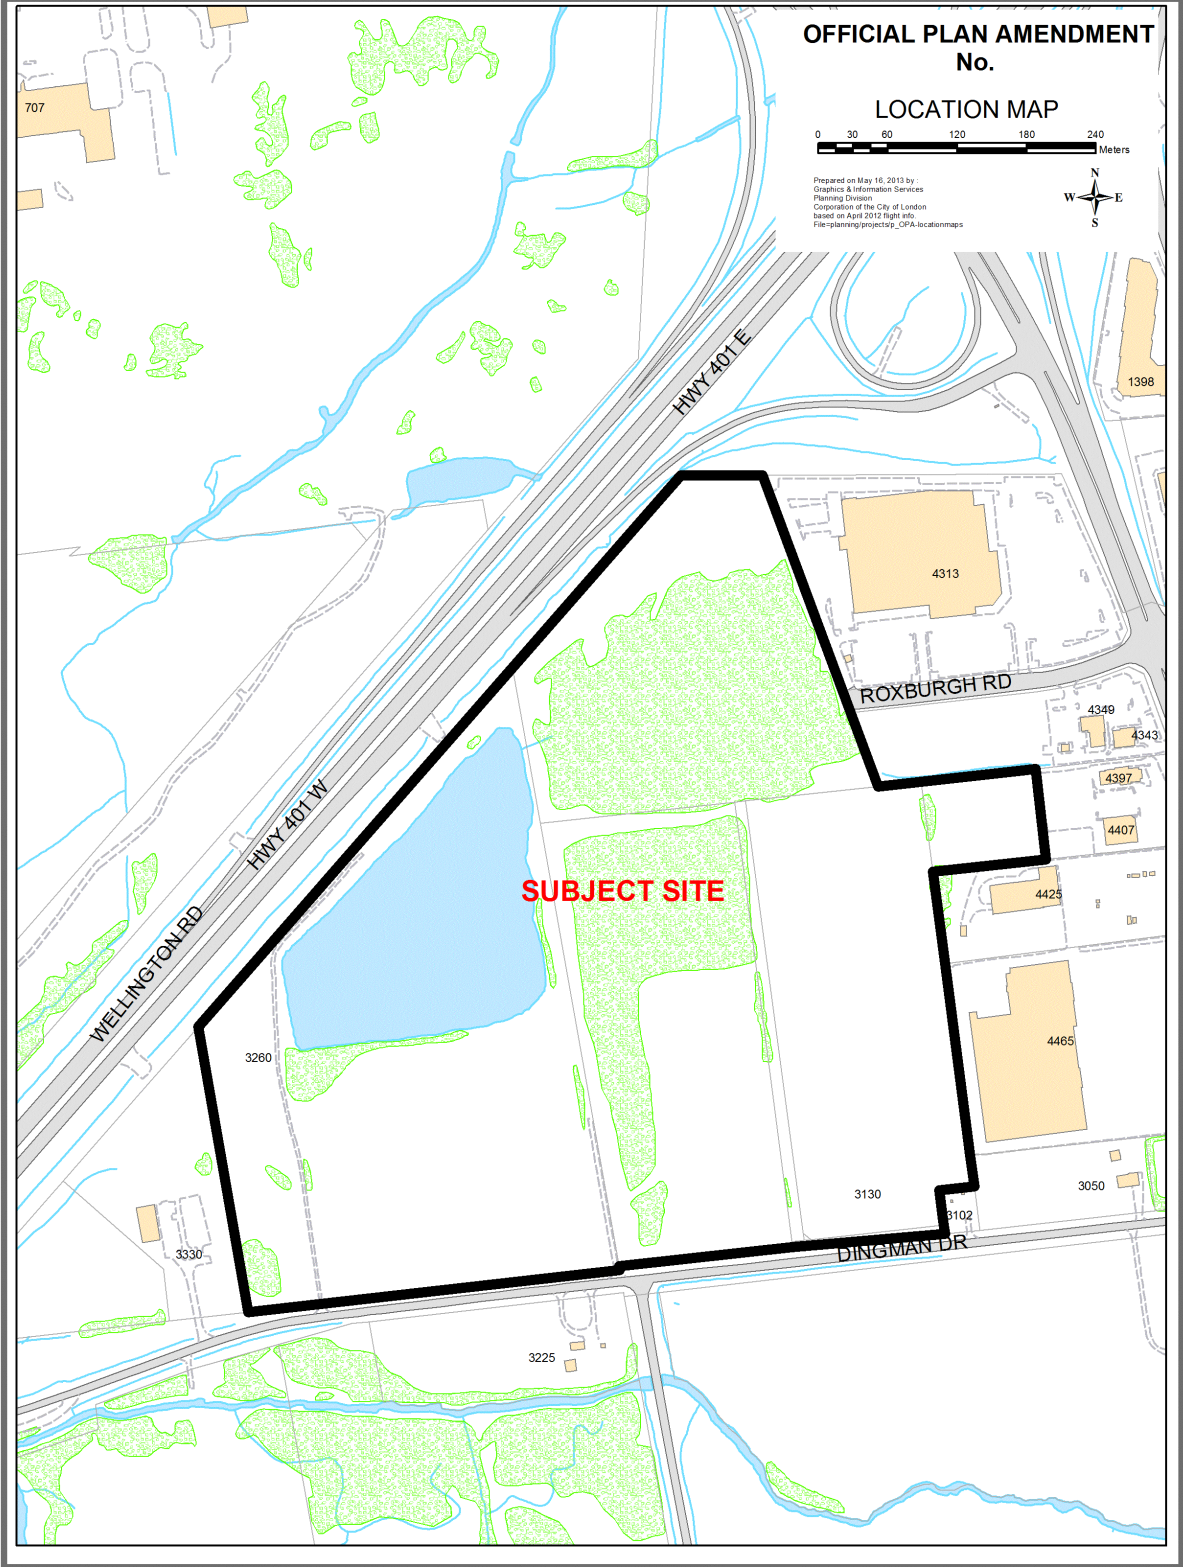 OFFICIAL PLAN AMENDMENT
No.
LOCATION MAP
0 30 60 120 180 240
Meters
Prepared on May 16, 2013 by :
Graphics & Information Services
Planning Division
Corporation of the City of London
based on April 2012 flight info.
File=planning/projects/p_OPA-locationmaps
N
W E
S
707
HWY 401 E
1398
4313
ROXBURGH RD
4349
4343
4397
4407
HWY 401 W
SUBJECT SITE
4425
WELLINGTON RD
4465
3260
3130
3050
3102
3330
DINGMAN DR
3225